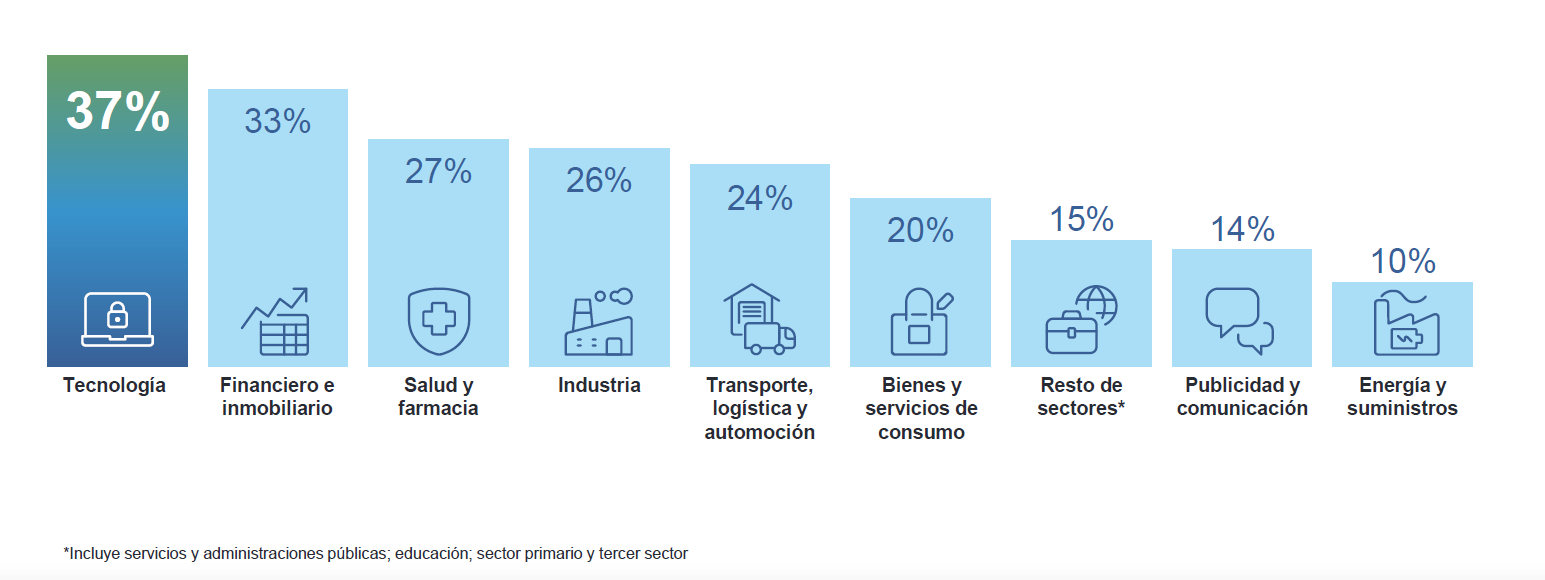 37%
33%
27%
26%
24%
20%
15%
14%
10%
Tecnología
Financiero e
inmobiliario
Salud y
farmacia
Industria
Transporte,
logística y
automoción
Bienes y
servicios de
consumo
Resto de
sectores*
Publicidad y
comunicación
Energía y
suministros
*Incluye servicios y administraciones públicas; educación; sector primario y tercer sector